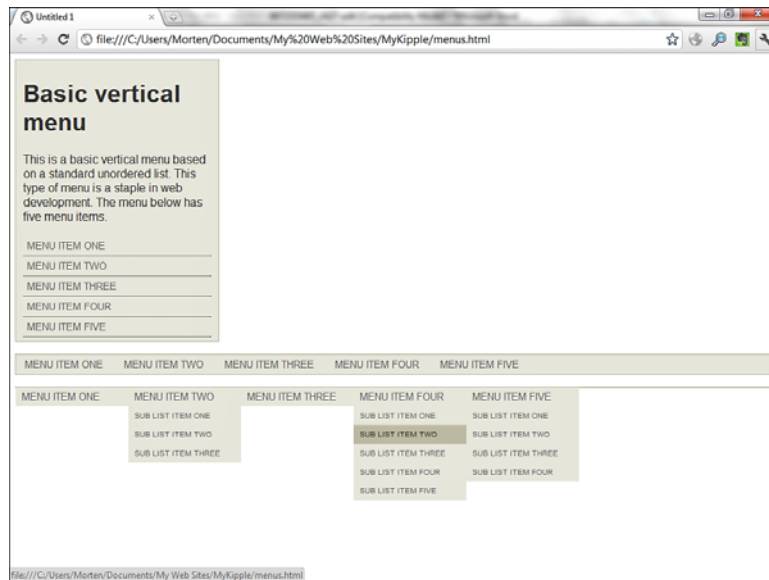 Untitled 1
file:///C:/Users/Morten/Documents/My%20Web%20Sites/MyKipple/menus.html
Basic vertical
menu
This is a basic vertical menu based
on a standard unordered list. This
type of menu is a staple in web
development. The menu below has
five menu items.
MENU ITEM ONE
MENU ITEM TWO
MENU ITEM THREE
MENU ITEM FOUR
MENU ITEM FIVE
MENU ITEM ONE MENU ITEM TWO MENU ITEM THREE MENU ITEM FOUR MENU ITEM FIVE
MENU ITEM ONE MENU ITEM TWO MENU ITEM THREE MENU ITEM FOUR MENU ITEM FIVE
SUB LIST ITEM ONE SUB LIST ITEM ONE SUB LIST ITEM ONE
SUB LIST ITEM TWO SUB LIST ITEM TWO SUB LIST ITEM TWO
SUB LIST ITEM THREE SUB LIST ITEM THREE SUB LIST ITEM THREE
SUB LIST ITEM FOUR SUB LIST ITEM FOUR
SUB LIST ITEM FIVE
file:///C:/Users/Morten/Documents/My Web Sites/MyKipple/menus.html